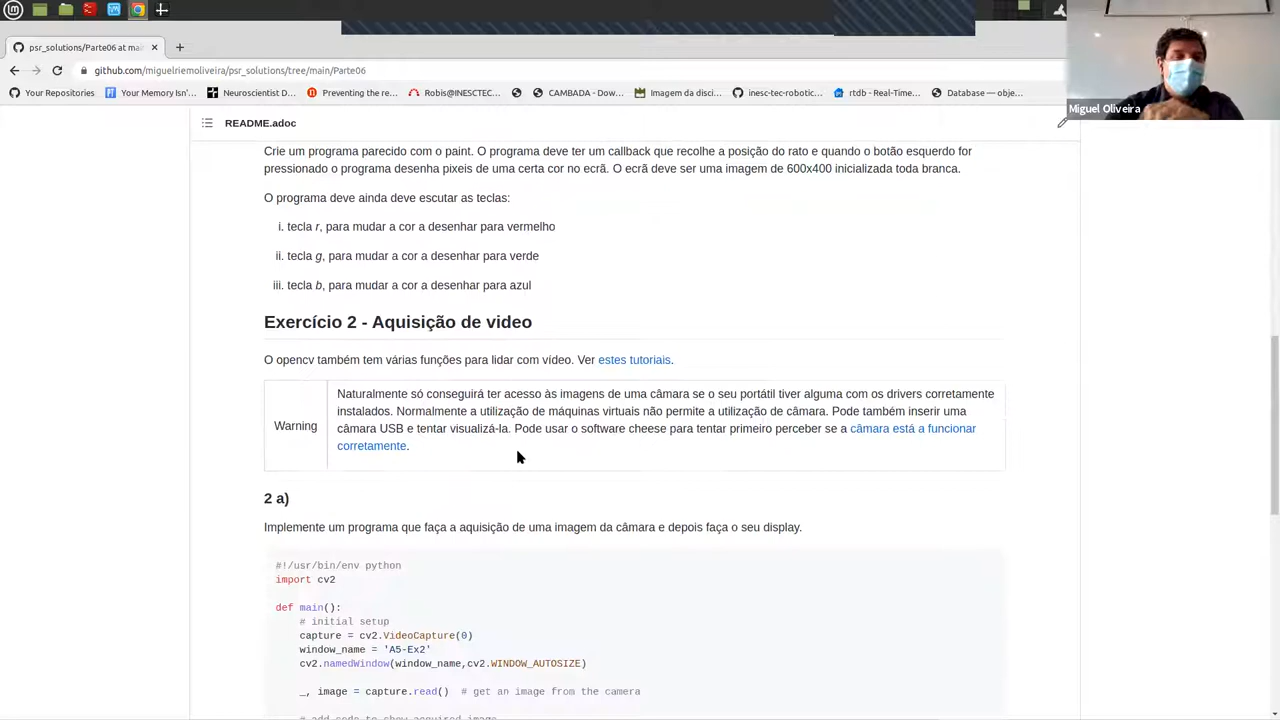 psr_solutions/Parte06 at mai
github.com/miguelriemoliveira/psr_solutions/tree/main/Parte06
Your Repositories
Your Memory Isn'...
Neuroscientist D...
Preventing the re...
Robis@INESCTEC...
CAMBADA - Dow...
Imagem da disci...
inesc-tec-robotic...
rtdb - Real-Time...
Database — obje...
Miguel Oliveira
README.adoc
Crie um programa parecido com o paint. O programa deve ter um callback que recolhe a posição do rato e quando o botão esquerdo for
pressionado o programa desenha pixeis de uma certa cor no ecrã. O ecrã deve ser uma imagem de 600x400 inicializada toda branca.
O programa deve ainda deve escutar as teclas:
i. tecla r, para mudar a cor a desenhar para vermelho
ii. tecla g, para mudar a cor a desenhar para verde
iii. tecla b, para mudar a cor a desenhar para azul
Exercício 2 - Aquisição de video
O opencv também tem várias funções para lidar com vídeo. Ver estes tutoriais.
Warning
Naturalmente só conseguirá ter acesso às imagens de uma câmara se o seu portátil tiver alguma com os drivers corretamente
instalados. Normalmente a utilização de máquinas virtuais não permite a utilização de câmara. Pode também inserir uma
câmara USB e tentar visualizá-la. Pode usar o software cheese para tentar primeiro perceber se a câmara está a funcionar
corretamente.
2 a)
Implemente um programa que faça a aquisição de uma imagem da câmara e depois faça o seu display.
#!/usr/bin/env python
import cv2
def main():
# initial setup
capture = cv2.VideoCapture(0)
window_name = 'A5-Ex2'
cv2.namedWindow(window_name,cv2.WINDOW_AUTOSIZE)
_, image = capture.read() # get an image from the camera
# add code to show acquired image